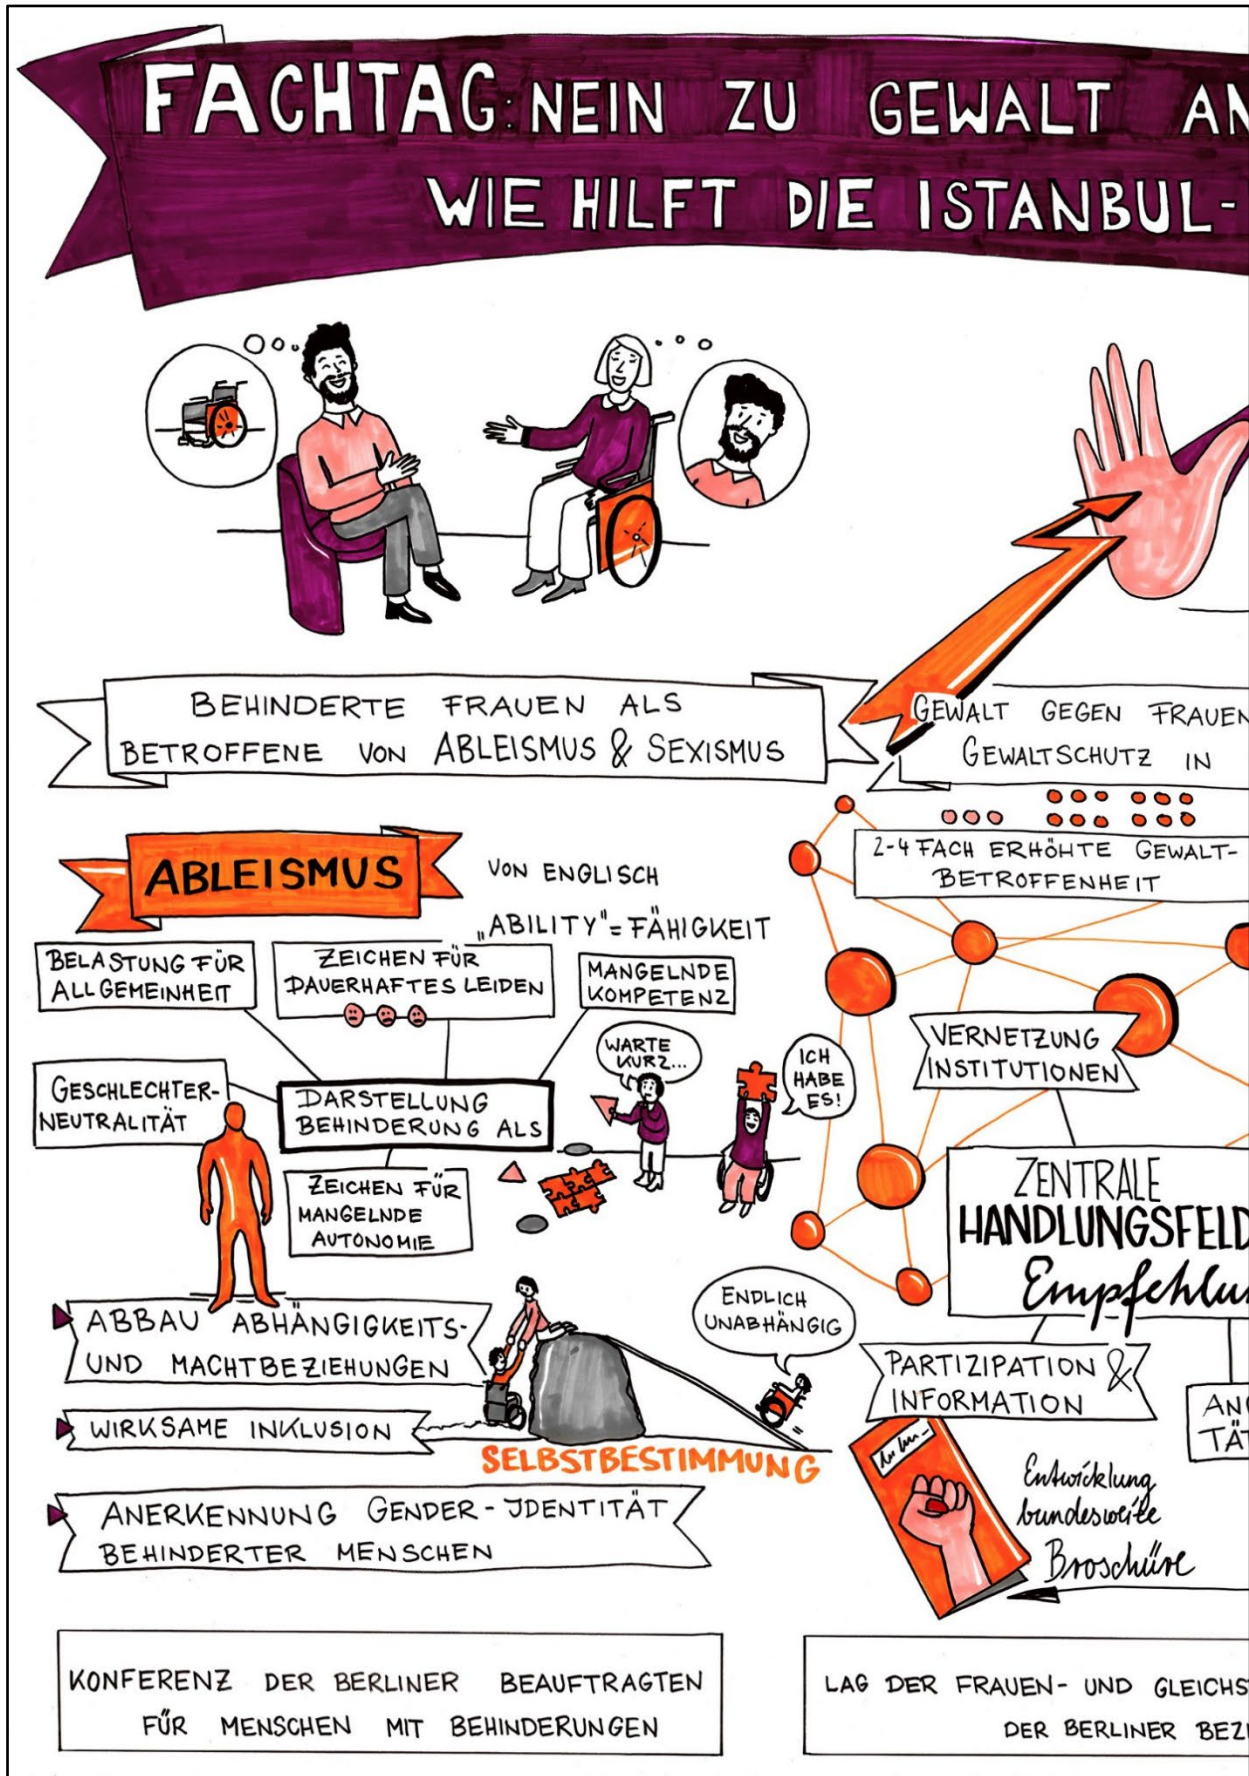 FACHTAG: NEIN ZU GEWALT AN
WIE HILFT DIE ISTANBUL-
BEHINDERTE FRAUEN ALS
BETROFFENE VON ABLEISMUS & SEXISMUS
GEWALT GEGEN FRAUEN
GEWALTSCHUTZ IN
2-4 FACH ERHÖHTE GEWALT-
BETROFFENHEIT
ABLEISMUS
VON ENGLISCH
„ABILITY" = FÄHIGKEIT
BELASTUNG FÜR
ALLGEMEINHEIT
ZEICHEN FÜR
DAUERHAFTES LEIDEN
MANGELNDE
KOMPETENZ
GESCHLECHTER-
NEUTRALITÄT
DARSTELLUNG
BEHINDERUNG ALS
ZEICHEN FÜR
MANGELNDE
AUTONOMIE
WARTE
KURZ...
ICH
HABE
ES!
VERNETZUNG
INSTITUTIONEN
ZENTRALE
HANDLUNGSFELD
Empfehlun
ABBAU ABHÄNGIGKEITS-
UND MACHTBEZIEHUNGEN
WIRKSAME INKLUSION
ENDLICH
UNABHÄNGIG
SELBSTBESTIMMUNG
ANERKENNUNG GENDER-IDENTITÄT
BEHINDERTER MENSCHEN
PARTIZIPATION &
INFORMATION
ANG
TÄT
Entwicklung
bundesweite
Broschüre
KONFERENZ DER BERLINER BEAUFTRAGTEN
FÜR MENSCHEN MIT BEHINDERUNGEN
LAG DER FRAUEN- UND GLEICHS
DER BERLINER BEZI